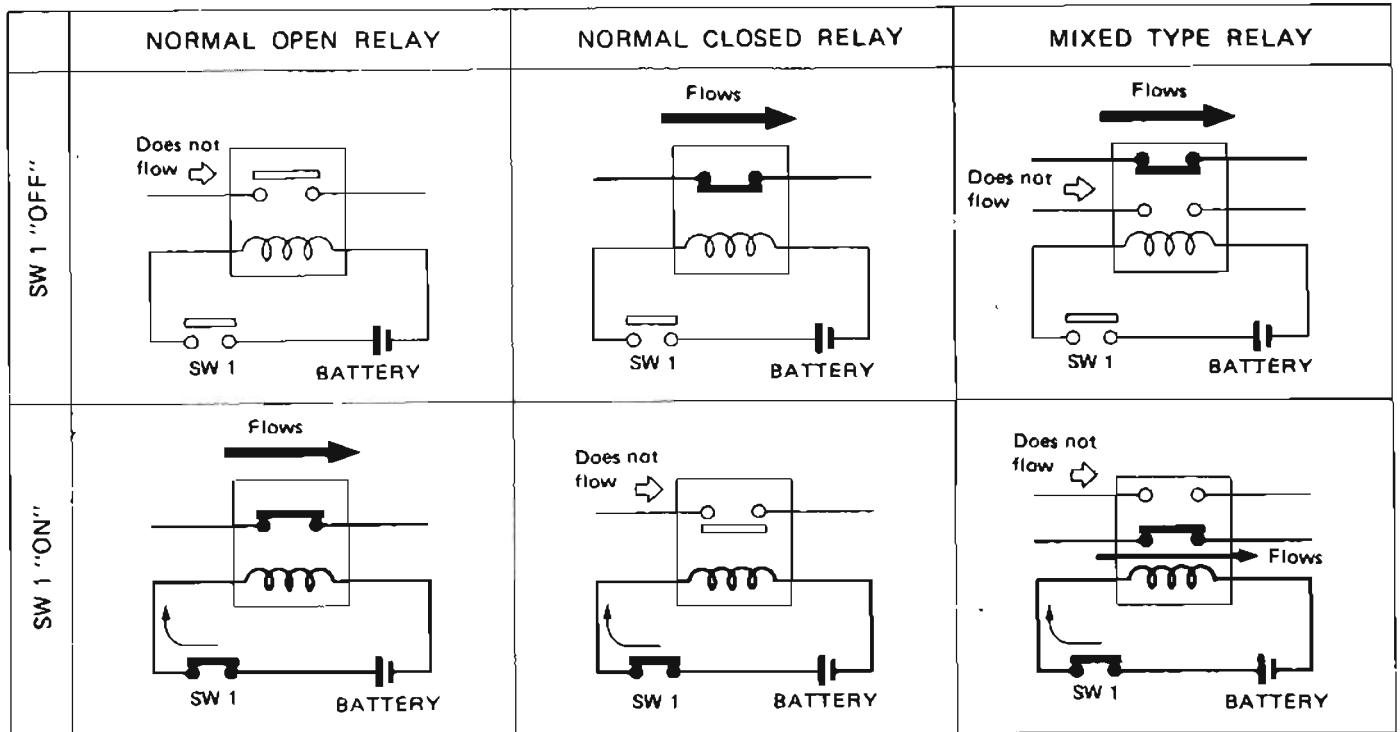 NORMAL OPEN RELAY
NORMAL CLOSED RELAY
MIXED TYPE RELAY
SW 1 "OFF"
Does not
flow
SW 1
BATTERY
Flows
SW 1
BATTERY
Flows
Does not
flow
SW 1
BATTERY
SW 1 "ON"
Flows
SW 1
BATTERY
Does not
flow
SW 1
BATTERY
Does not
flow
Flows
SW 1
BATTERY